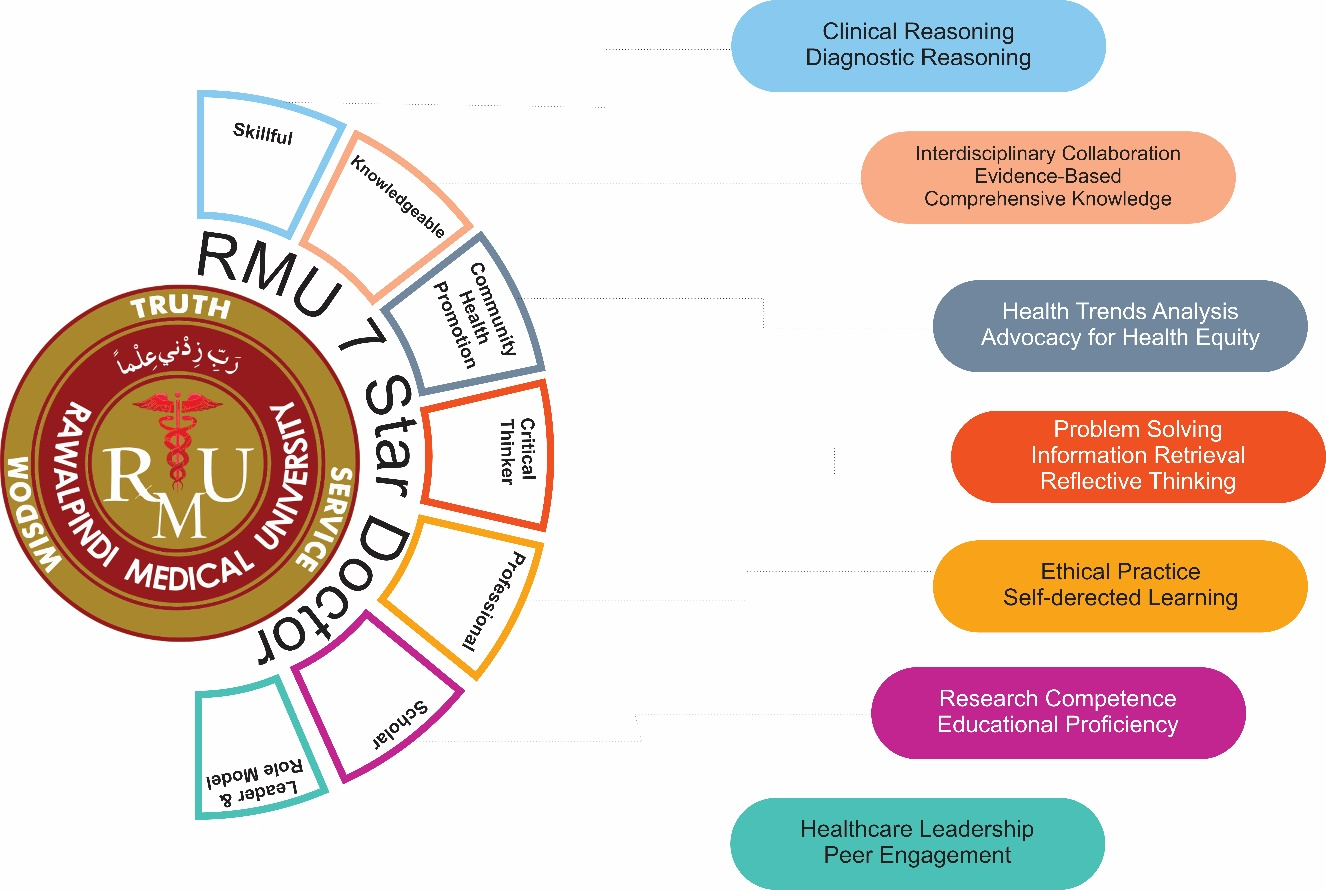 Skillful
Knowledgeable
Community
Health
Promotion
Critical
Thinker
Professional
Scholar
Leader &
Role Model
RMU 7 Star Doctor
TRUTH
WISDOM
SERVICE
رَبِّ زِدْنِي عِلْماً
RAWALPINDI MEDICAL UNIVERSITY
RMU
Clinical Reasoning
Diagnostic Reasoning
Interdisciplinary Collaboration
Evidence-Based
Comprehensive Knowledge
Health Trends Analysis
Advocacy for Health Equity
Problem Solving
Information Retrieval
Reflective Thinking
Ethical Practice
Self-derected Learning
Research Competence
Educational Proficiency
Healthcare Leadership
Peer Engagement